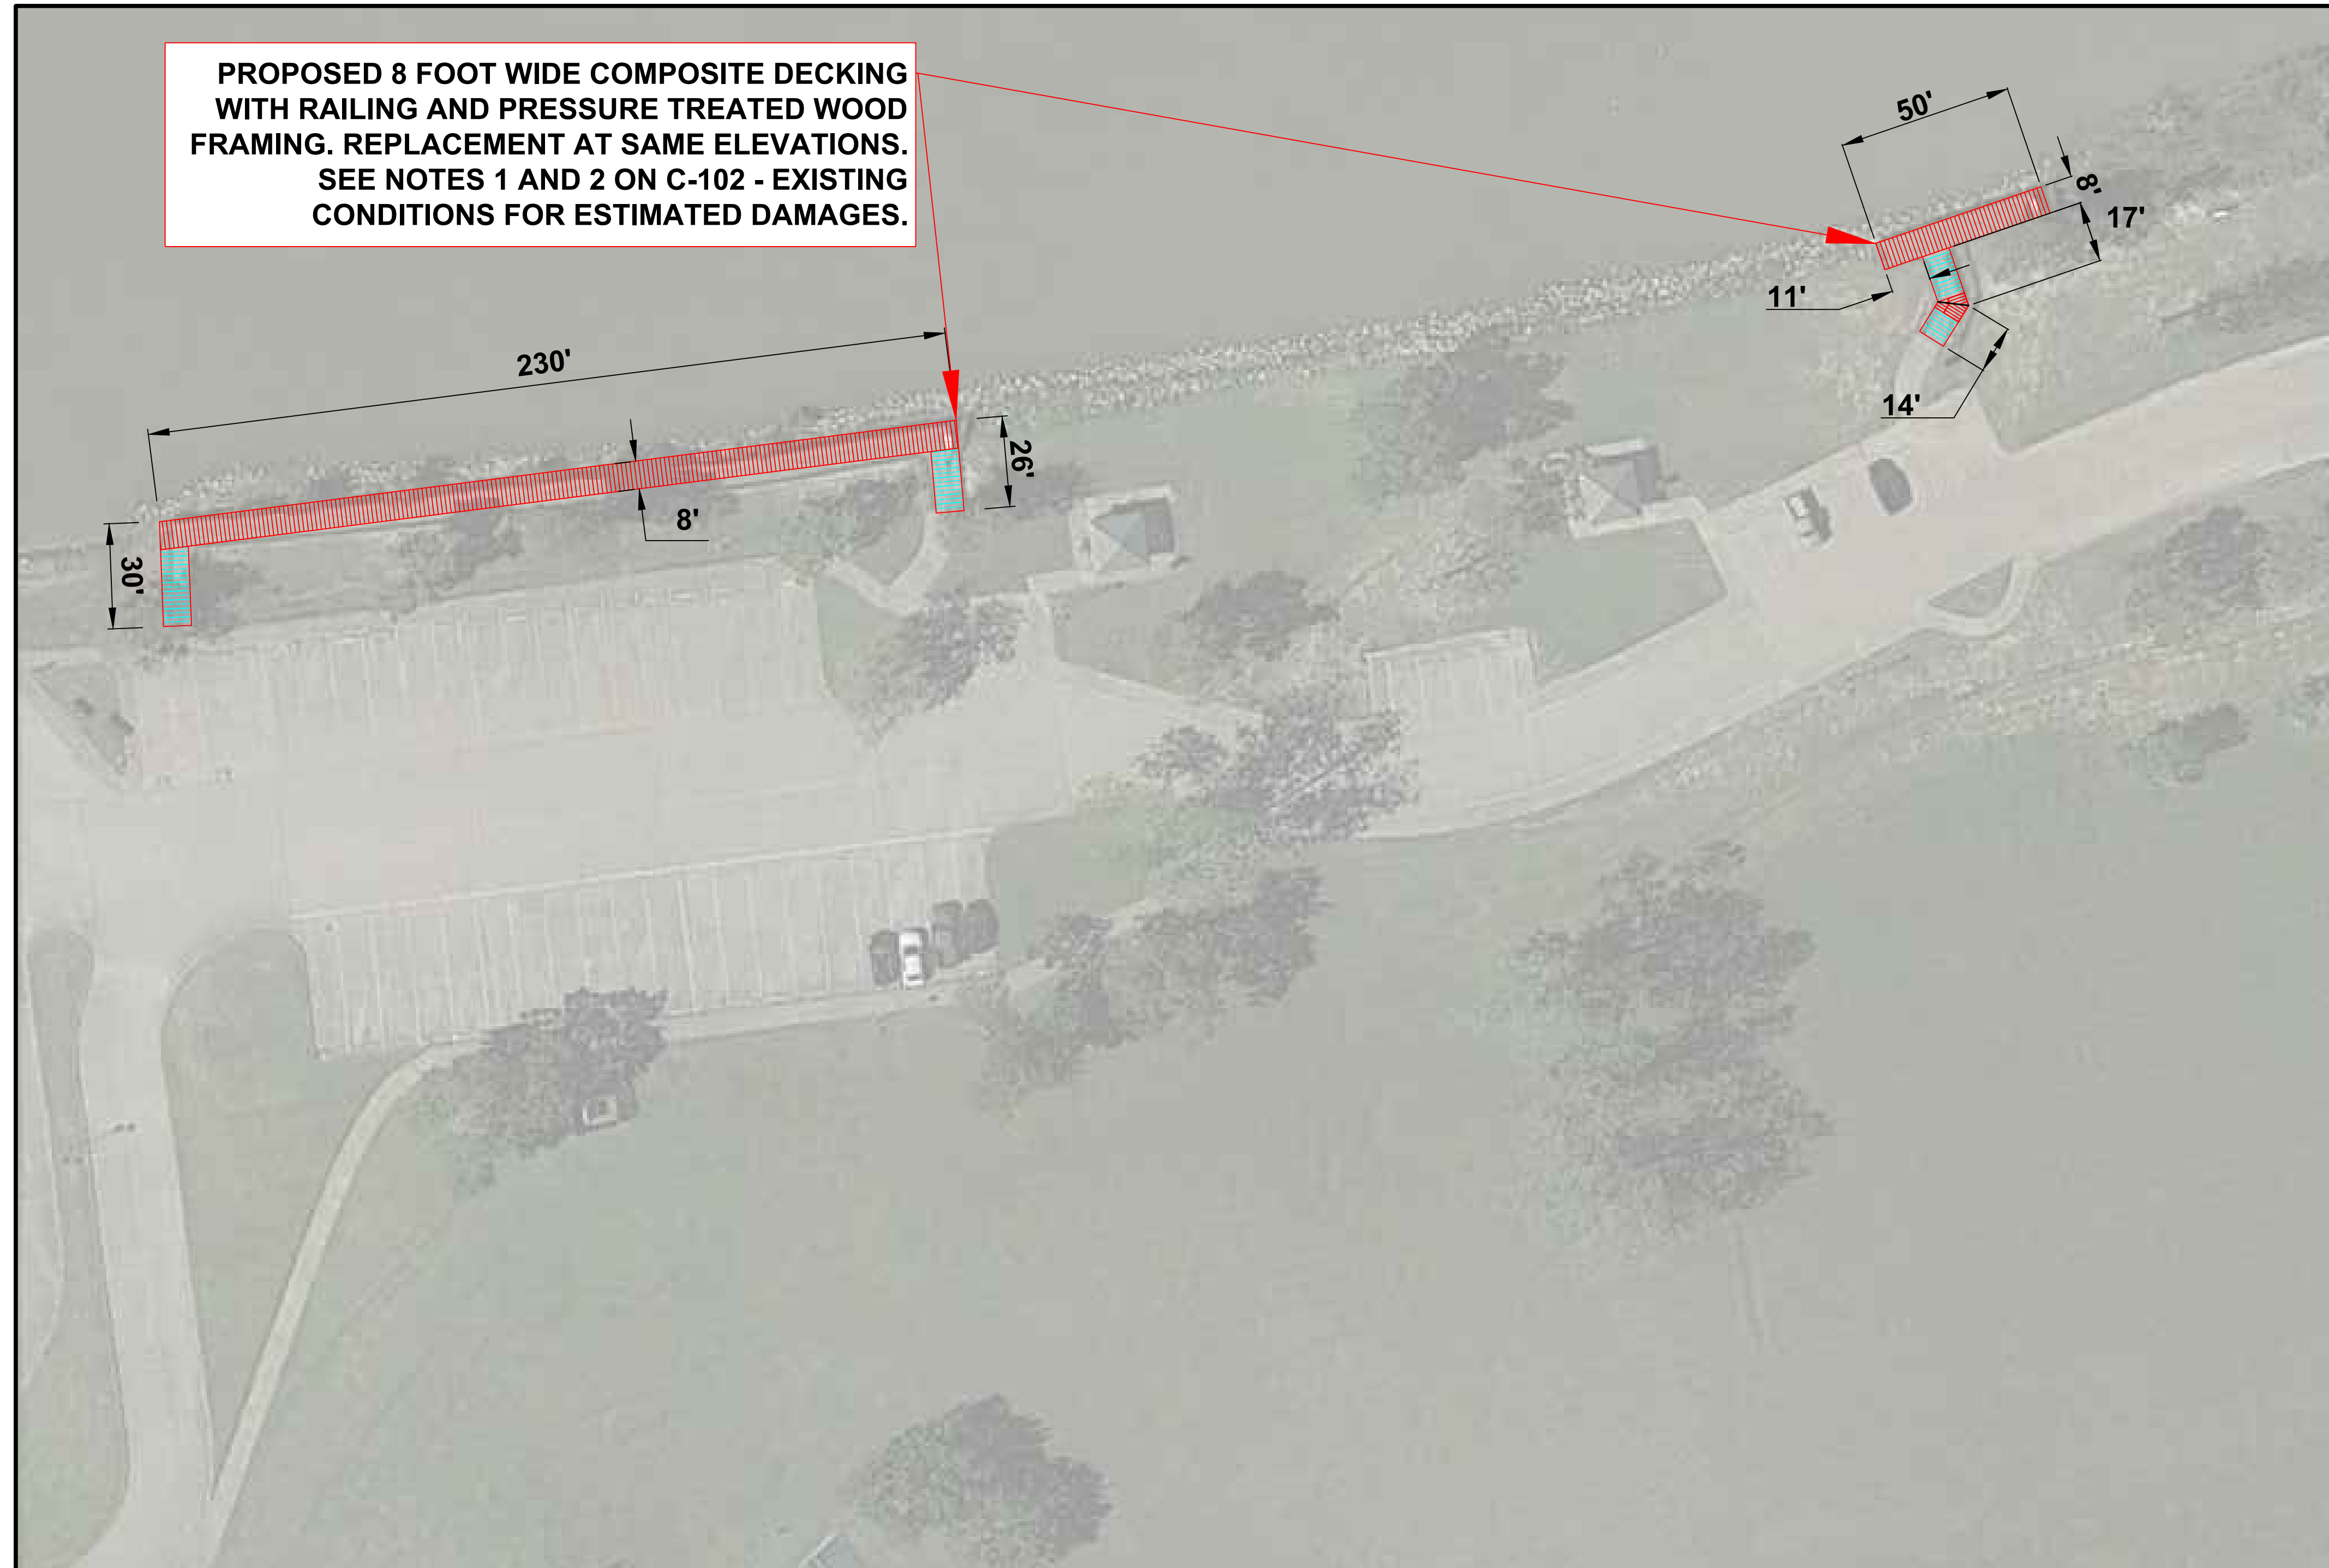 PROPOSED 8 FOOT WIDE COMPOSITE DECKING
WITH RAILING AND PRESSURE TREATED WOOD
FRAMING. REPLACEMENT AT SAME ELEVATIONS.
SEE NOTES 1 AND 2 ON C-102 - EXISTING
CONDITIONS FOR ESTIMATED DAMAGES.
50'
8'
17'
11'
14'
230'
26'
8'
30'